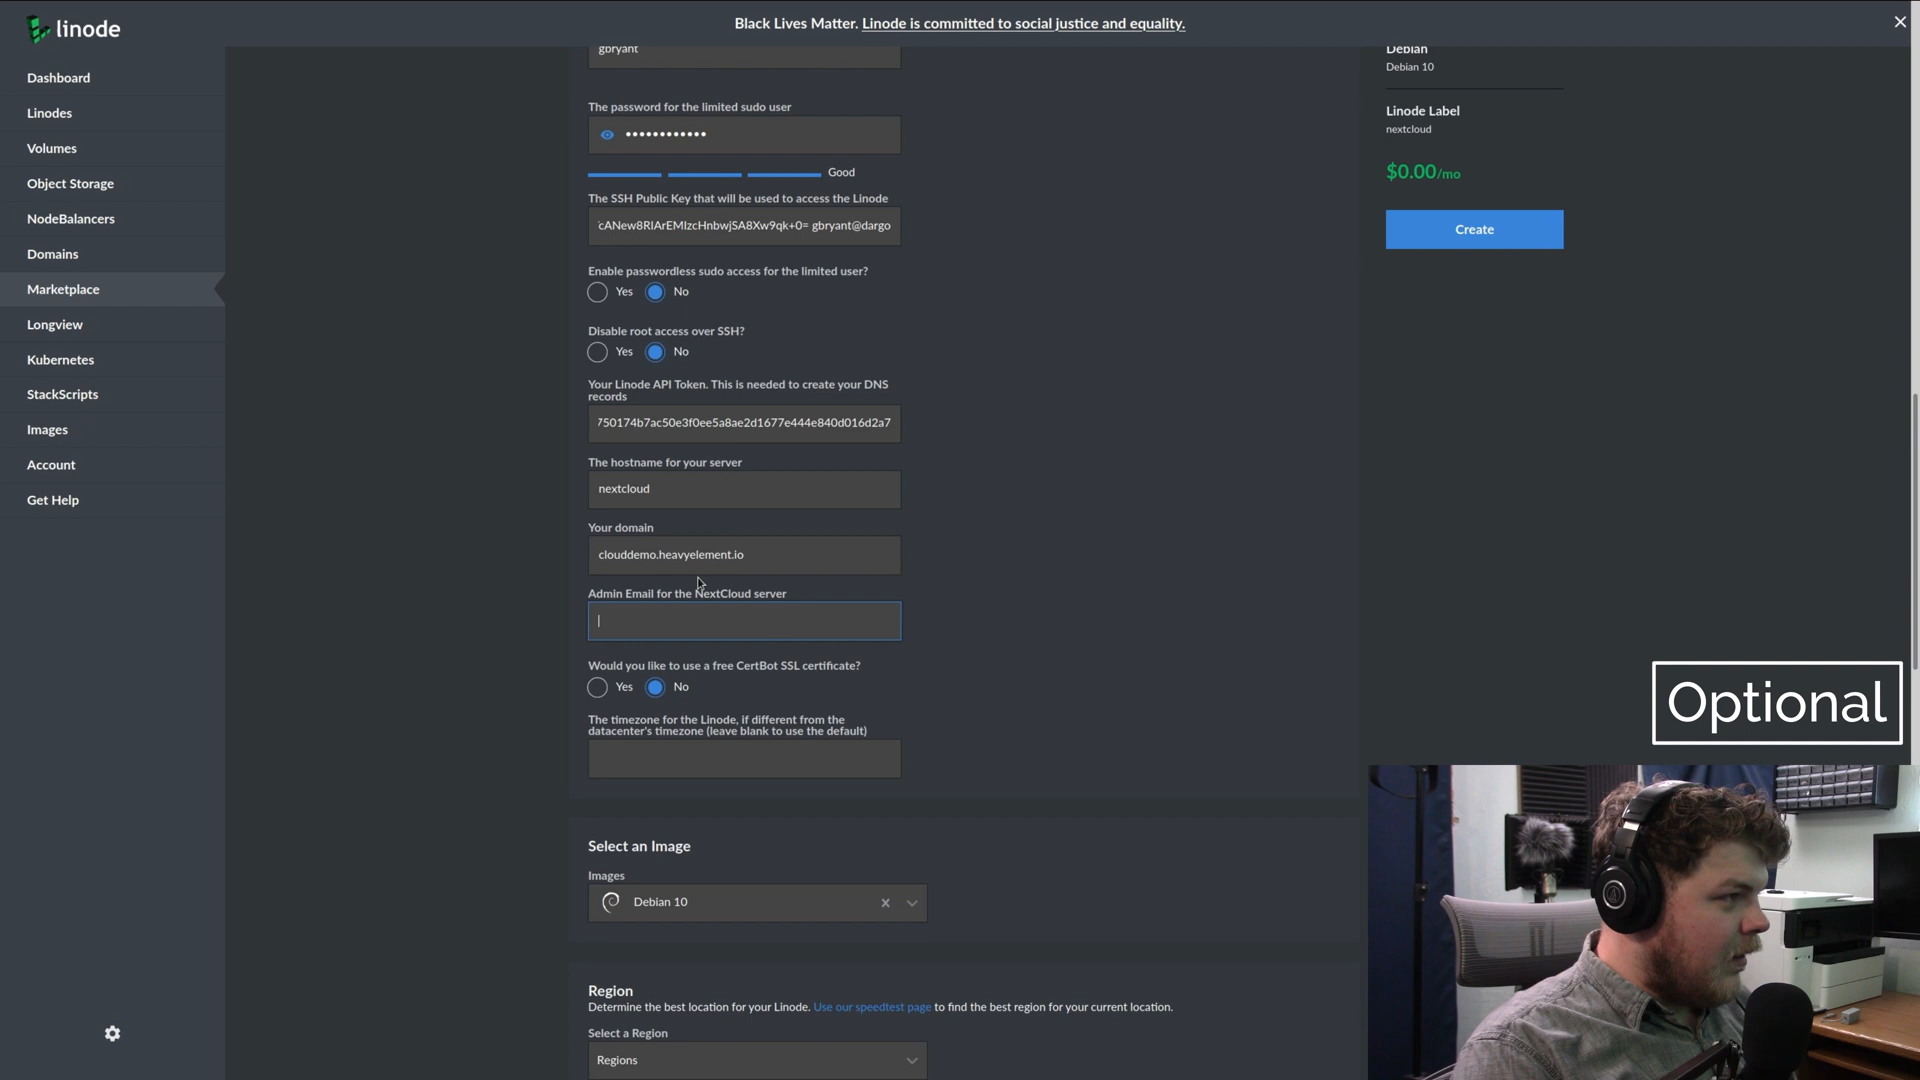 linode
Black Lives Matter. Linode is committed to social justice and equality.
Dashboard
Linodes
Volumes
Object Storage
NodeBalancers
Domains
Marketplace
Longview
Kubernetes
StackScripts
Images
Account
Get Help
gbryant
The password for the limited sudo user
••••••••••••
Good
The SSH Public Key that will be used to access the Linode
cANew8RIArEMIzcHnbwjSA8Xw9qk+0= gbryant@dargo
Enable passwordless sudo access for the limited user?
Yes No
Disable root access over SSH?
Yes No
Your Linode API Token. This is needed to create your DNS
records
750174b7ac50e3f0ee5a8ae2d1677e444e840d016d2a7
The hostname for your server
nextcloud
Your domain
clouddemo.heavyelement.io
Admin Email for the NextCloud server
Would you like to use a free CertBot SSL certificate?
Yes No
The timezone for the Linode, if different from the
datacenter's timezone (leave blank to use the default)
Select an Image
Images
Debian 10
Region
Determine the best location for your Linode. Use our speedtest page to find the best region for your current location.
Select a Region
Regions
Debian
Debian 10
Linode Label
nextcloud
$0.00/mo
Create
Optional